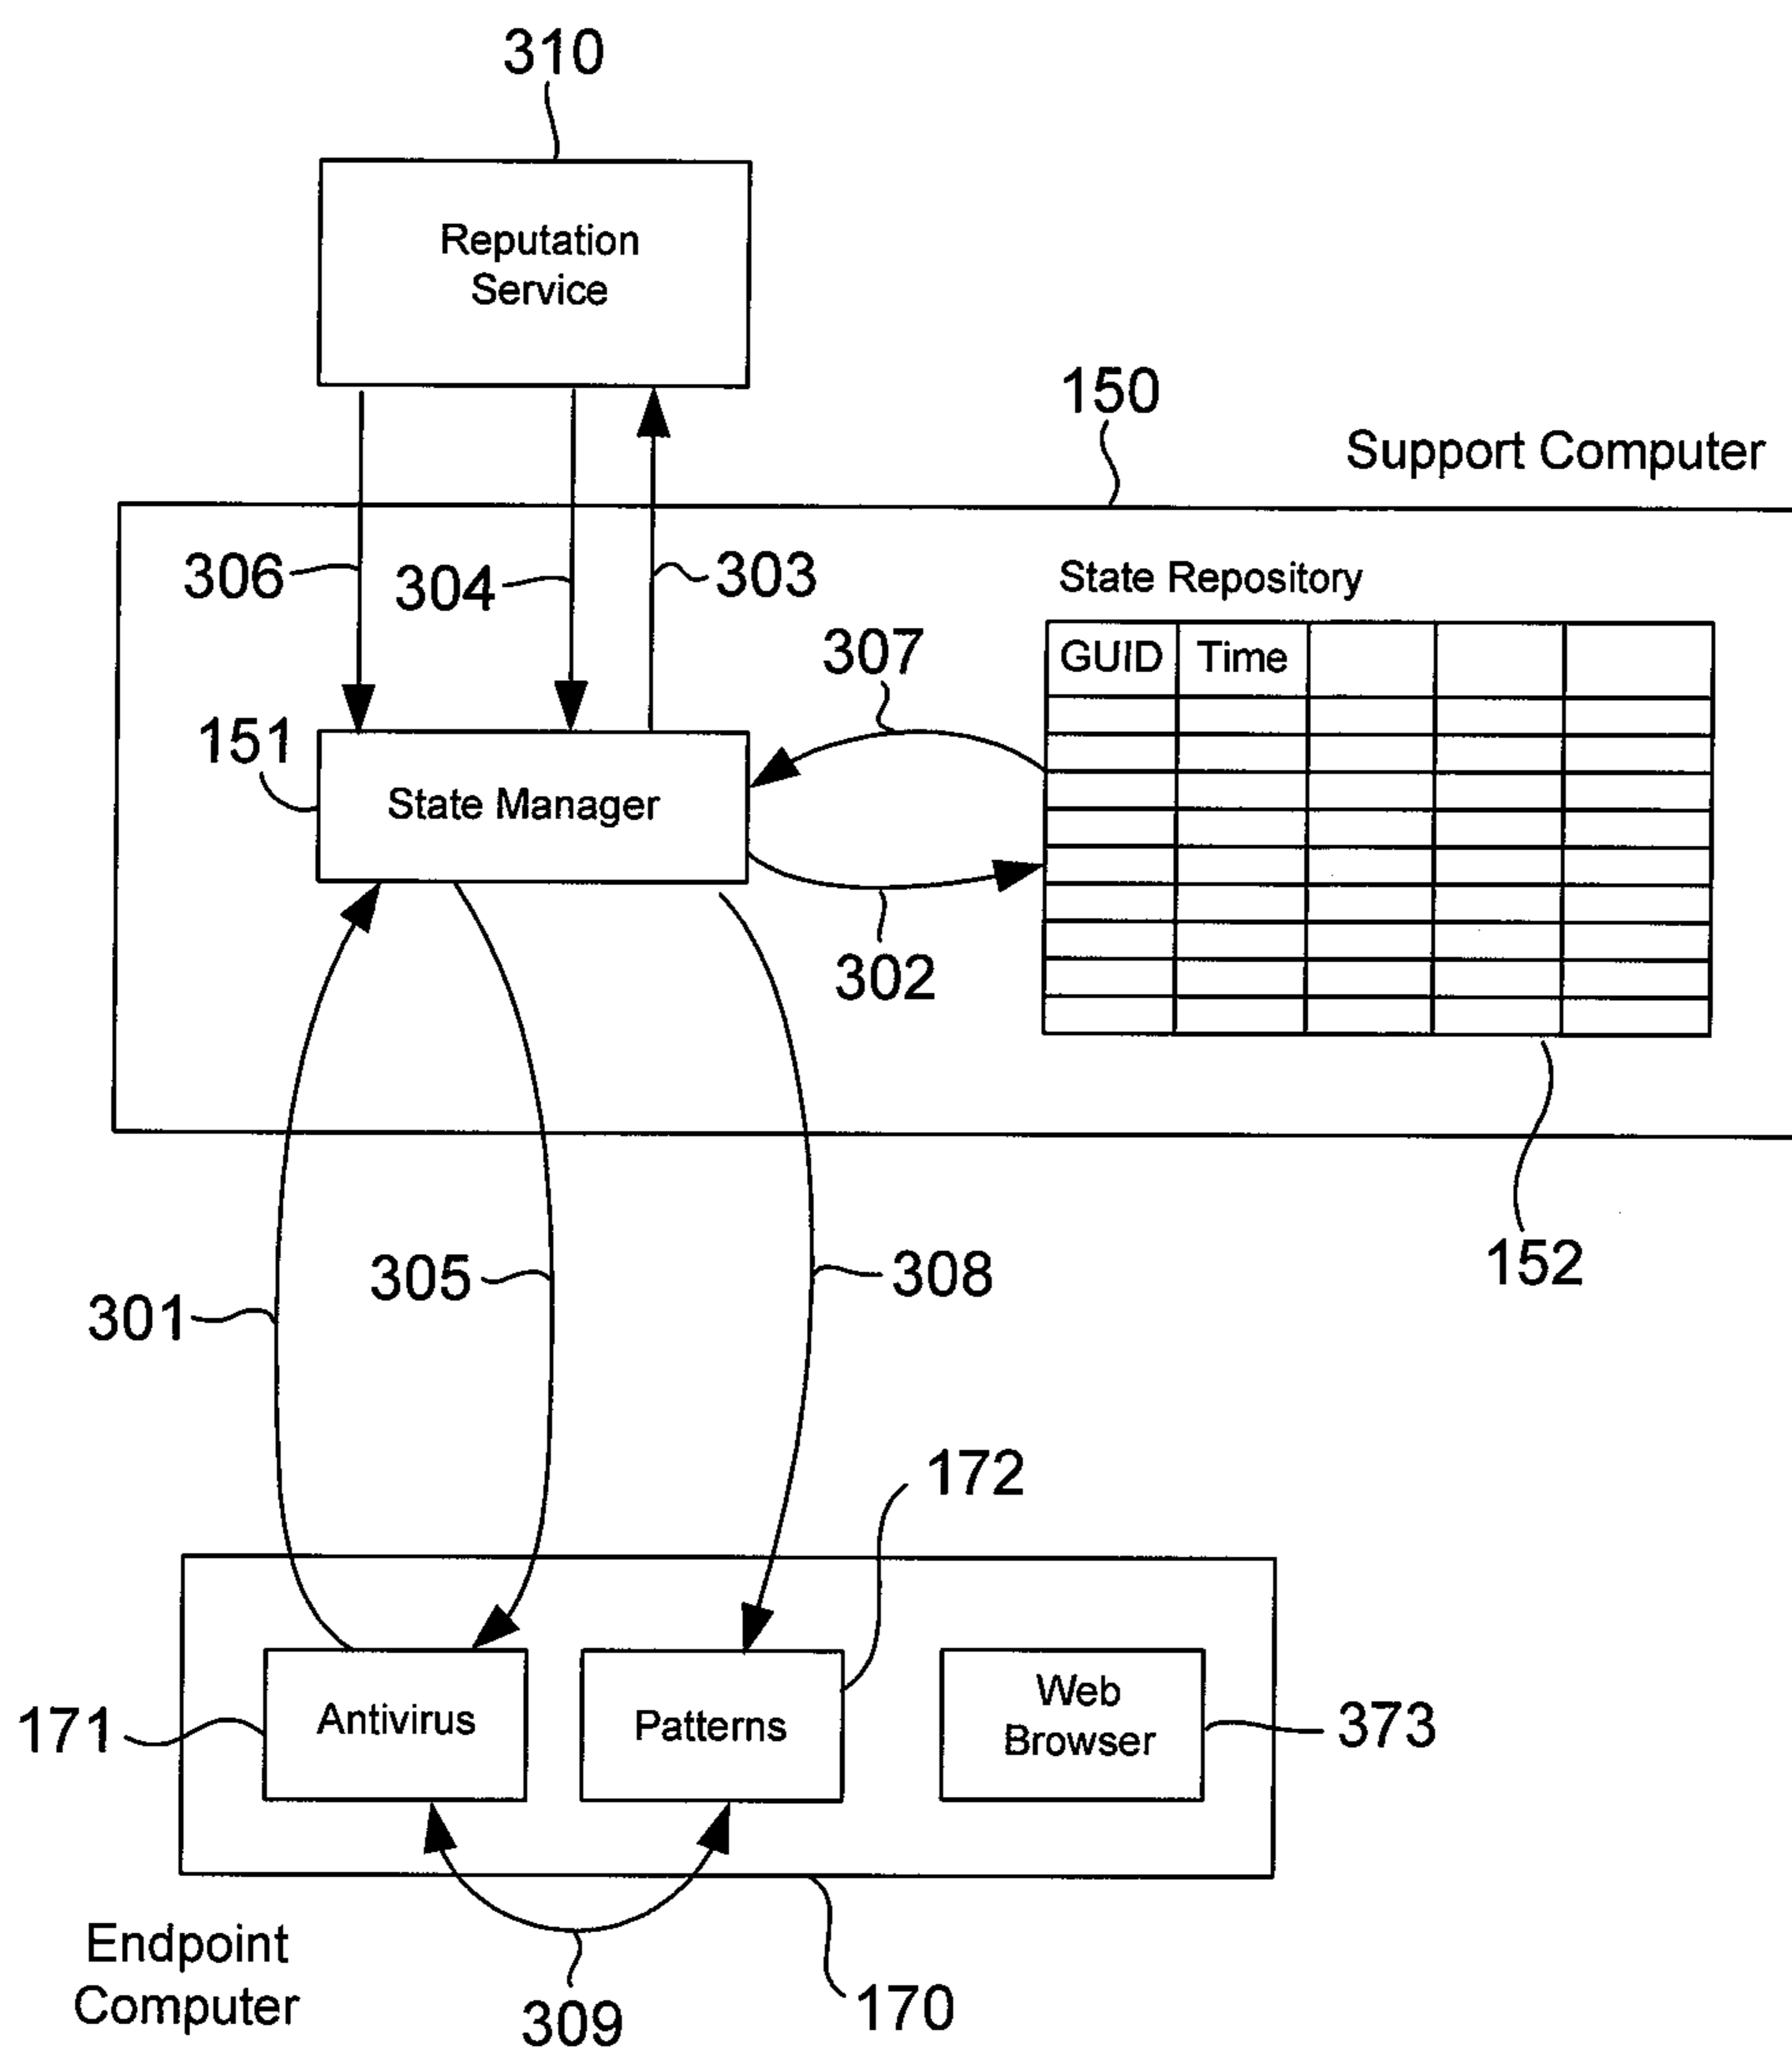 310
Reputation
Service
150
Support Computer
306
304
303
State Repository
GUID Time
307
151
State Manager
302
152
301
305
308
172
171
Antivirus
Patterns
Web
Browser
373
Endpoint
Computer
309
170